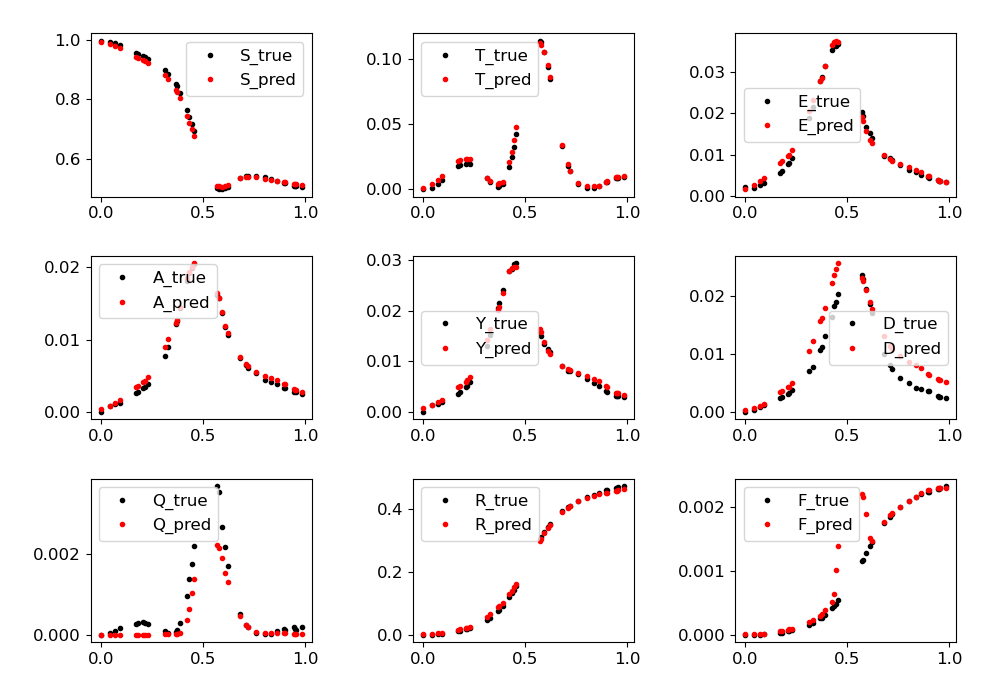 1.0
0.8
0.6
S_true
S_pred
0.0 0.5 1.0
0.10
0.05
0.00
T_true
T_pred
0.0 0.5 1.0
0.03
0.02
0.01
0.00
E_true
E_pred
0.0 0.5 1.0
0.02
0.01
0.00
A_true
A_pred
0.0 0.5 1.0
0.03
0.02
0.01
0.00
Y_true
Y_pred
0.0 0.5 1.0
0.02
0.01
0.00
D_true
D_pred
0.0 0.5 1.0
0.002
0.000
Q_true
Q_pred
0.0 0.5 1.0
0.4
0.2
0.0
R_true
R_pred
0.0 0.5 1.0
0.002
0.001
0.000
F_true
F_pred
0.0 0.5 1.0